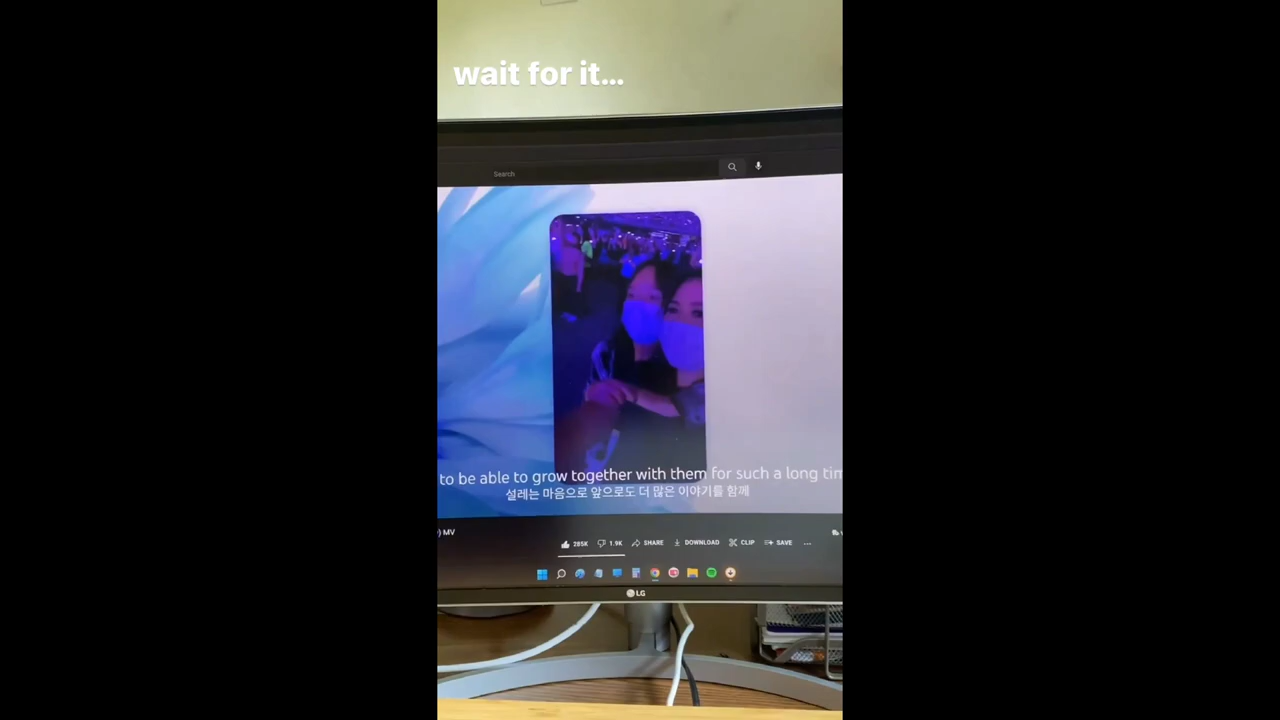 wait for it...
Search
to be able to grow together with them for such a long tim
설레는 마음으로 앞으로도 더 많은 이야기를 함께
MV
285K 1.9K SHARE DOWNLOAD CLIP SAVE ...
LG